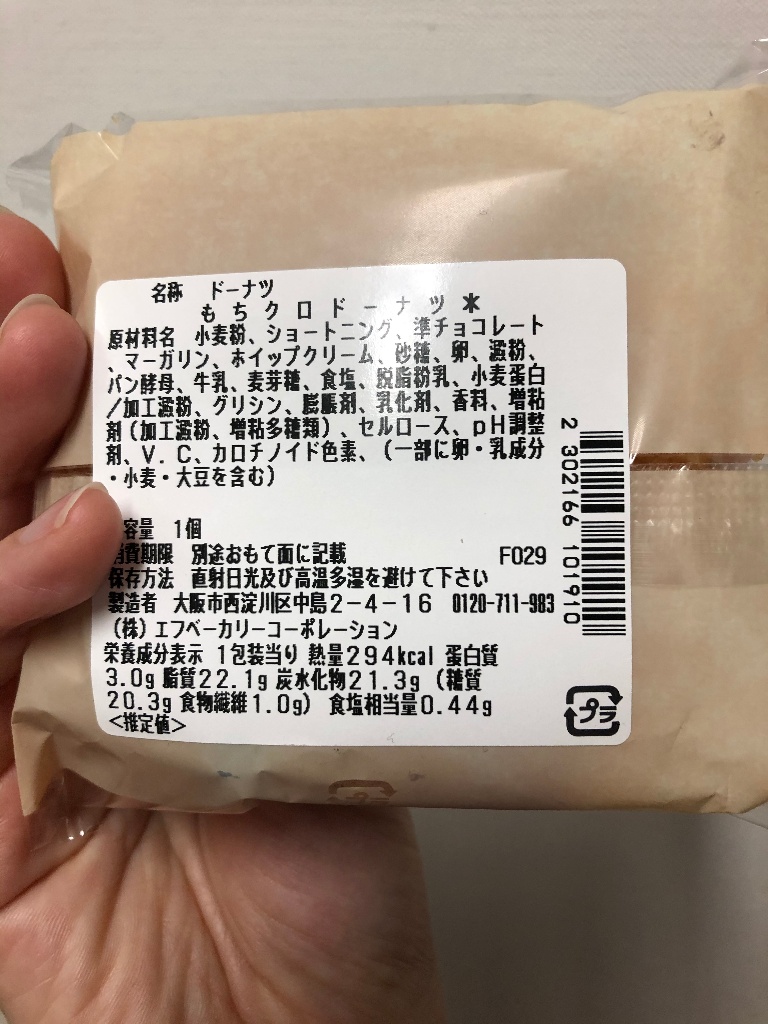 名称 ドーナツ
もちクロドーナツ＊
原材料名 小麦粉、ショートニング、準チョコレート
、マーガリン、ホイップクリーム、砂糖、卵、澱粉、
パン酵母、牛乳、麦芽糖、食塩、脱脂粉乳、小麦蛋白
/加工澱粉、グリシン、膨脹剤、乳化剤、香料、増粘
剤（加工澱粉、増粘多糖類）、セルロース、pH調整
剤、V.C、カロチノイド色素、（一部に卵・乳成分
・小麦・大豆を含む）
容量 1個
消費期限 別途おもて面に記載 F029
保存方法 直射日光及び高温多湿を避けて下さい
製造者 大阪市西淀川区中島2-4-16 0120-711-983
（株）エフベーカリーコーポレーション
栄養成分表示 1包装当り 熱量294kcal 蛋白質
3.0g 脂質22.1g 炭水化物21.3g （糖質
20.3g 食物繊維1.0g） 食塩相当量0.44g
<推定値>
2 302166 101910
プラ
プラ